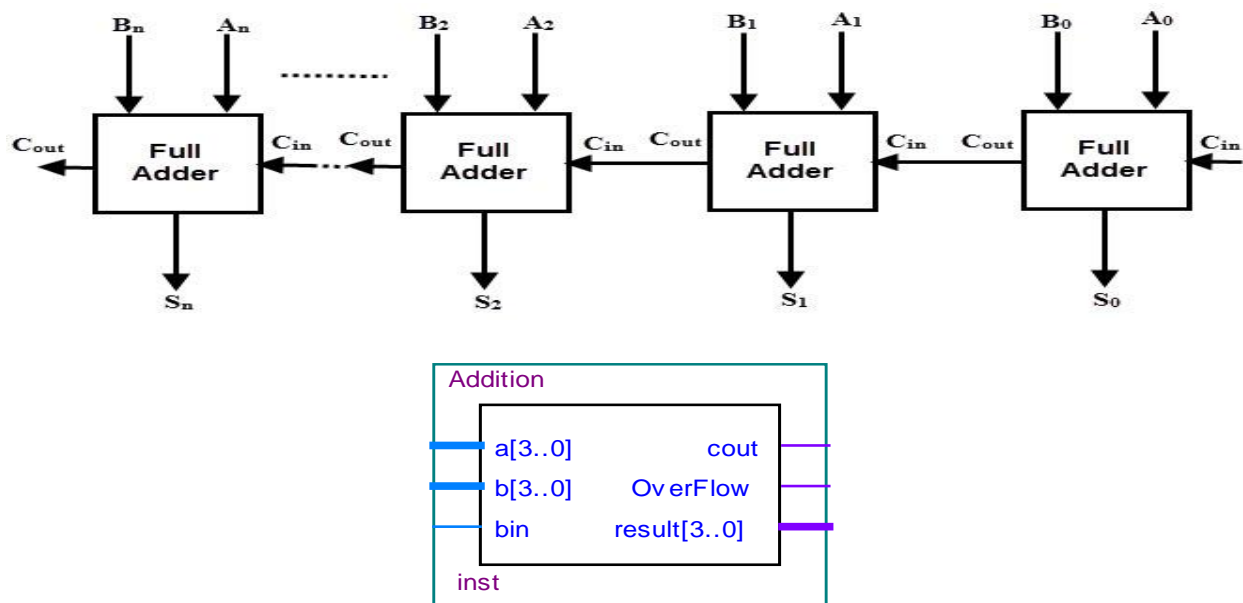 Bn An B2 A2 B1 A1 B0 A0
Cout Full Adder Cin Cout Full Adder Cin Cout Full Adder Cin Cout Full Adder Cin
Sn S2 S1 S0
Addition
a[3..0] cout
b[3..0] OverFlow
bin result[3..0]
inst